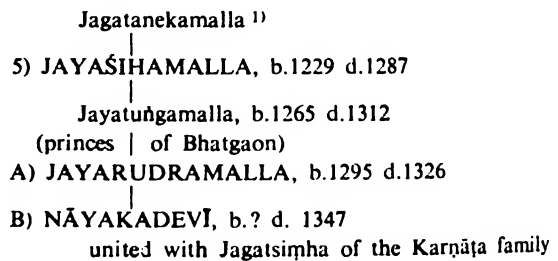 Jagatanekamalla 1)
5) JAYAŚIHAMALLA, b.1229 d.1287
Jayatuṅgamalla, b.1265 d.1312
(princes | of Bhatgaon)
A) JAYARUDRAMALLA, b.1295 d.1326
B) NĀYAKADEVĪ, b.? d. 1347
united with Jagatsiṃha of the Karṇāṭa family